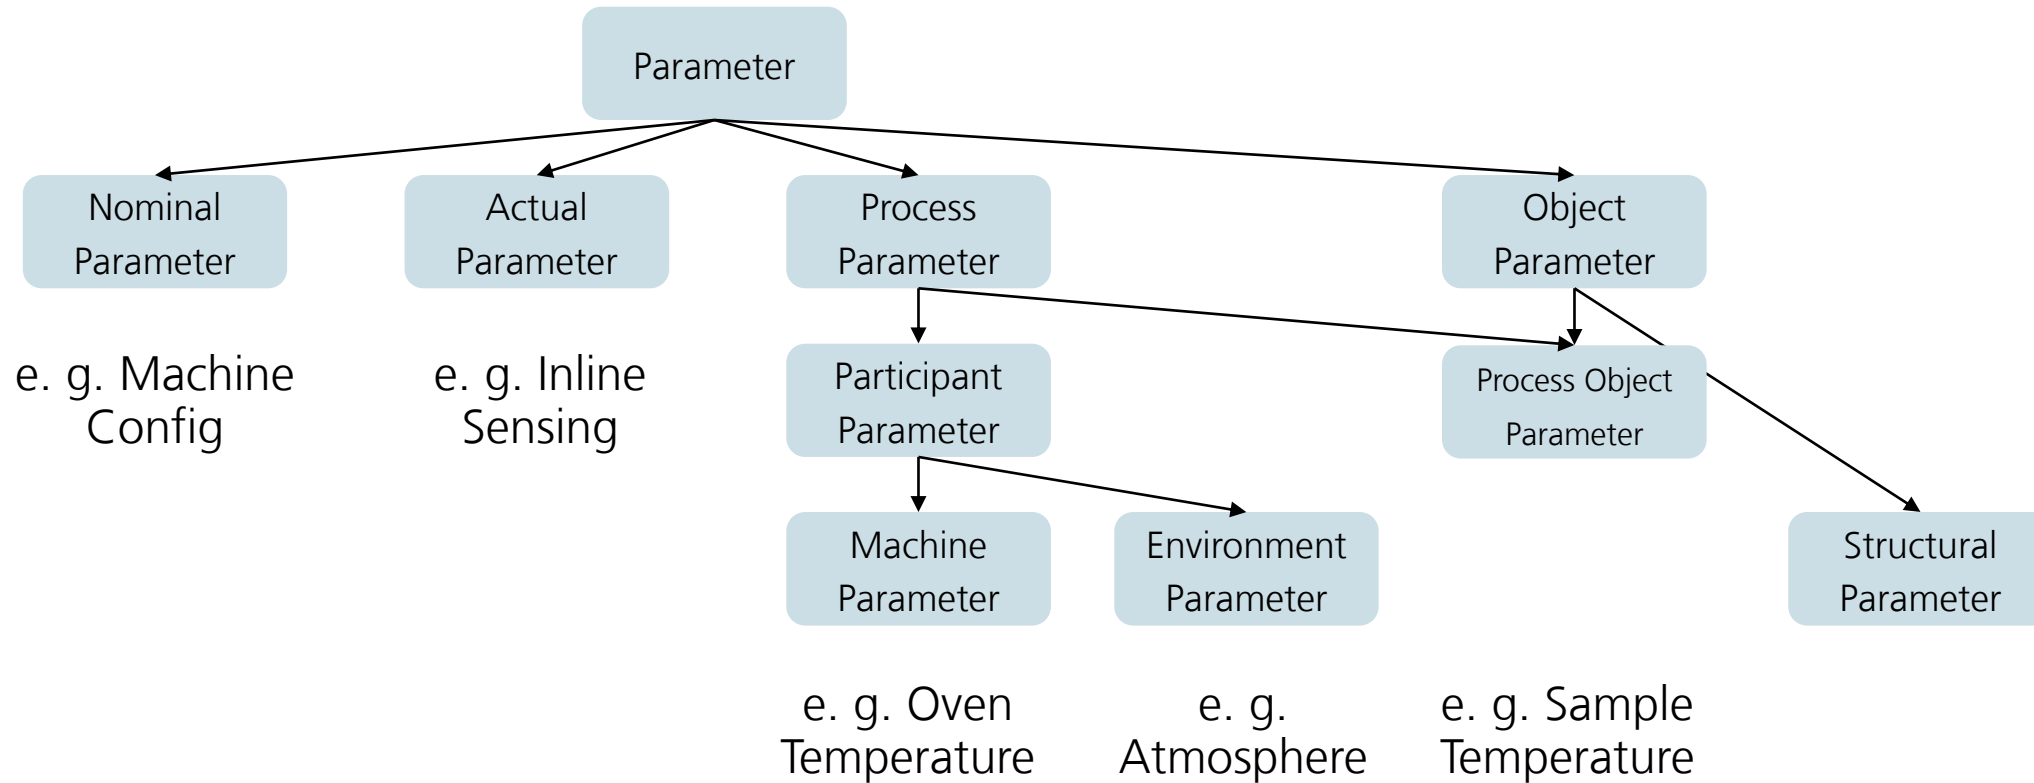 Parameter
Nominal
Parameter
Actual
Parameter
Process
Parameter
Object
Parameter
e. g. Machine
Config
e. g. Inline
Sensing
Participant
Parameter
Process Object
Parameter
Machine
Parameter
Environment
Parameter
Structural
Parameter
e. g. Oven
Temperature
e. g.
Atmosphere
e. g. Sample
Temperature